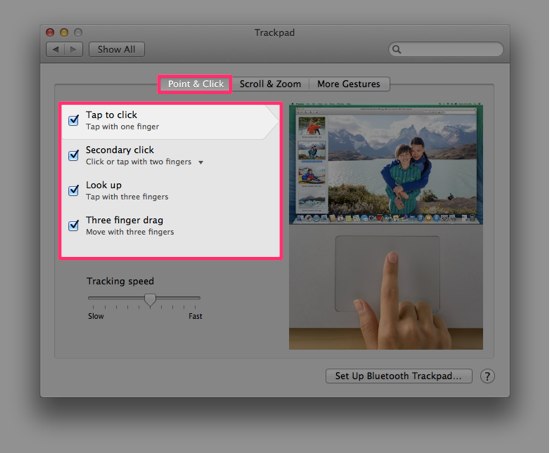 Trackpad
Show All
Point & Click
Scroll & Zoom
More Gestures
Tap to click
Tap with one finger
Secondary click
Click or tap with two fingers
Look up
Tap with three fingers
Three finger drag
Move with three fingers
Tracking speed
Slow
Fast
Set Up Bluetooth Trackpad...
?